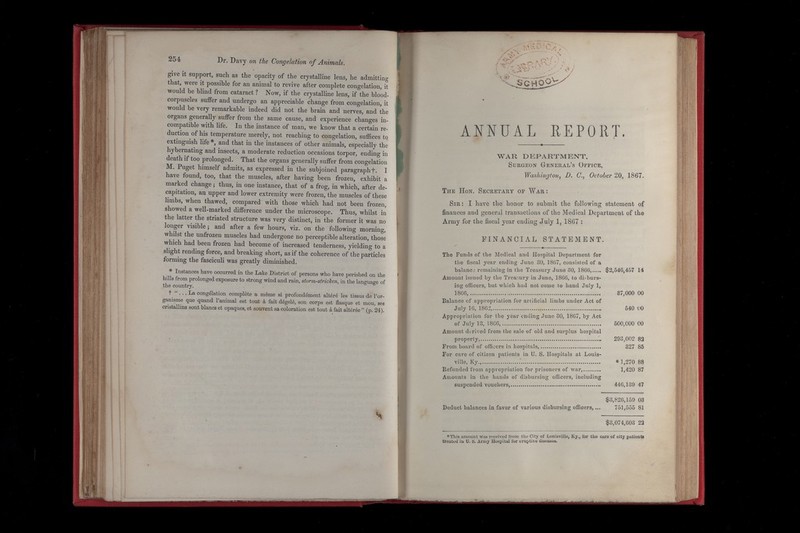 254 Dr. Davy on the Congelation of Animals.
give it support, such as the opacity of the crystalline lens, he admitting
that, were it possible for an animal to revive after complete congelation, it
would be blind from cataract? Now, if the crystalline lens, if the blood-
corpuscles suffer and undergo an appreciable change from congelation, it
would be very remarkable indeed did not the brain and nerves, and the
organs generally suffer from the same cause, and experience changes in-
compatible with life. In the instance of man, we know that a certain re-
duction of his temperature merely, not reaching to congelation, suffices to
extinguish life*, and that in the instances of other animals, especially the
hybernating and insects, a moderate reduction occasions torpor, ending in
death if too prolonged. That the organs generally suffer from congelation
M. Puget himself admits, as expressed in the subjoined paragraph†. I
have found, too, that the muscles, after having been frozen, exhibit a
marked change; thus, in one instance, that of a frog, in which, after de-
capitation, an upper and lower extremity were frozen, the muscles of these
limbs, when thawed, compared with those which had not been frozen,
showed a well-marked difference under the microscope. Thus, whilst in
the latter the striated structure was very distinct, in the former it was no
longer visible; and after a few hours, viz. on the following morning,
whilst the unfrozen muscles had undergone no perceptible alteration, those
which had been frozen had become of increased tenderness, yielding to a
slight rending force, and breaking short, as if the coherence of the particles
forming the fasciculi was greatly diminished.
* Instances have occurred in the Lake District of persons who have perished on the
hills from prolonged exposure to strong wind and rain, storm-stricken, in the language of
the country.
† "... La congellation complète a même si profondément altéré les tissus de l'or-
ganisme que quand l'animal est tout à fait dégelé, son corps est flasque et mou, ses
cristallins sont blancs et opaques, et souvent sa coloration est tout à fait altérée" (p. 24).
SCHOOL
ANNUAL REPORT.
WAR DEPARTMENT,
SURGEON GENERAL'S OFFICE,
Washington, D. C., October 20, 1867.
THE HON. SECRETARY OF WAR:
SIR: I have the honor to submit the following statement of
finances and general transactions of the Medical Department of the
Army for the fiscal year ending July 1, 1867:
FINANCIAL STATEMENT.
The Funds of the Medical and Hospital Department for
the fiscal year ending June 30, 1867, consisted of a
balance remaining in the Treasury June 30, 1866,...... $2,546,457 14
Amount issued by the Treasury in June, 1866, to disburs-
ing officers, but which had not come to hand July 1,
1866,.... 37,000 00
Balance of appropriation for artificial limbs under Act of
July 16, 1862,.... 540 00
Appropriation for the year ending June 30, 1867, by Act
of July 13, 1866,.... 500,000 00
Amount derived from the sale of old and surplus hospital
property,.... 293,002 82
From board of officers in hospitals,.... 327 85
For care of citizen patients in U. S. Hospitals at Louis-
ville, Ky.,.... * 1,270 88
Refunded from appropriation for prisoners of war,.... 1,420 87
Amounts in the hands of disbursing officers, including
suspended vouchers,.... 446,139 47
$3,826,159 03
Deduct balances in favor of various disbursing officers, ... 751,555 81
$3,074,603 22
* This amount was received from the City of Louisville, Ky., for the care of city patients
treated in U. S. Army Hospital for eruptive diseases.